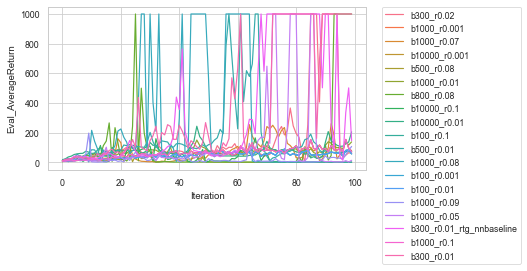 1000
800
600
400
200
0
Eval_AverageReturn
0
20
40
60
80
100
Iteration
b300_r0.02
b1000_r0.001
b1000_r0.07
b10000_r0.001
b500_r0.08
b1000_r0.01
b800_r0.08
b10000_r0.1
b10000_r0.01
b100_r0.1
b500_r0.01
b1000_r0.08
b100_r0.001
b100_r0.01
b1000_r0.09
b1000_r0.05
b300_r0.01_rtg_nnbaseline
b1000_r0.1
b300_r0.01